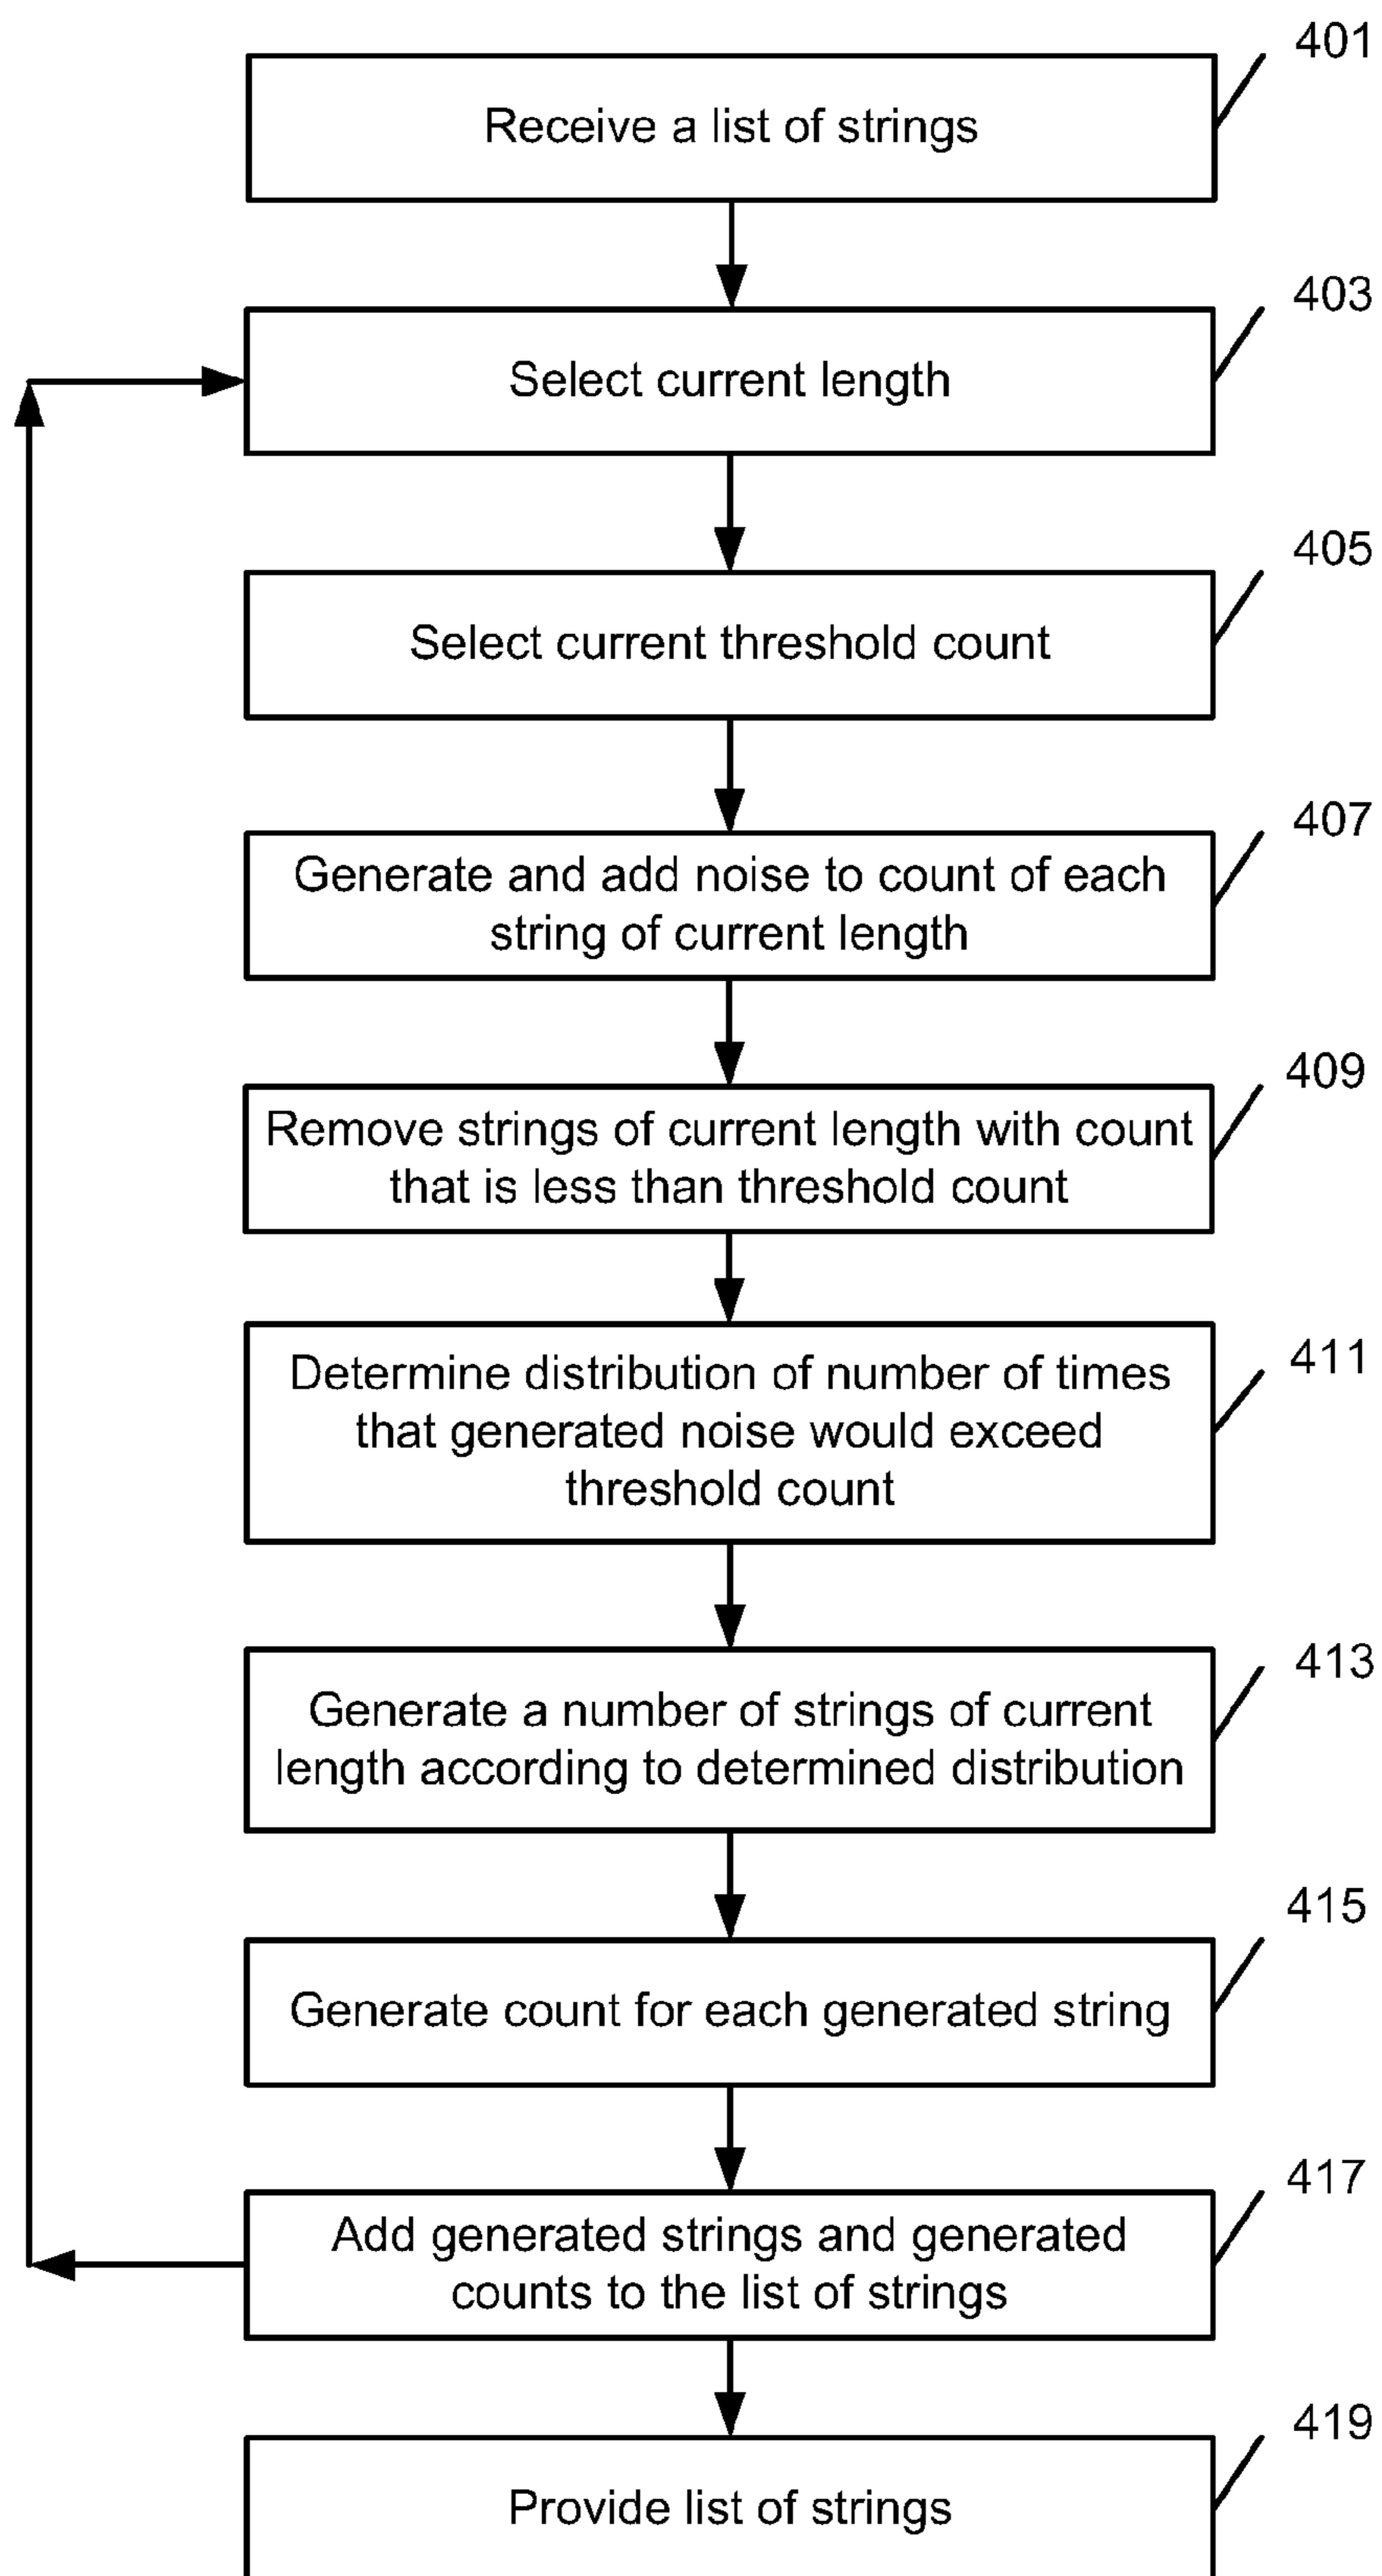 401
Receive a list of strings
403
Select current length
405
Select current threshold count
407
Generate and add noise to count of each
string of current length
409
Remove strings of current length with count
that is less than threshold count
411
Determine distribution of number of times
that generated noise would exceed
threshold count
413
Generate a number of strings of current
length according to determined distribution
415
Generate count for each generated string
417
Add generated strings and generated
counts to the list of strings
419
Provide list of strings